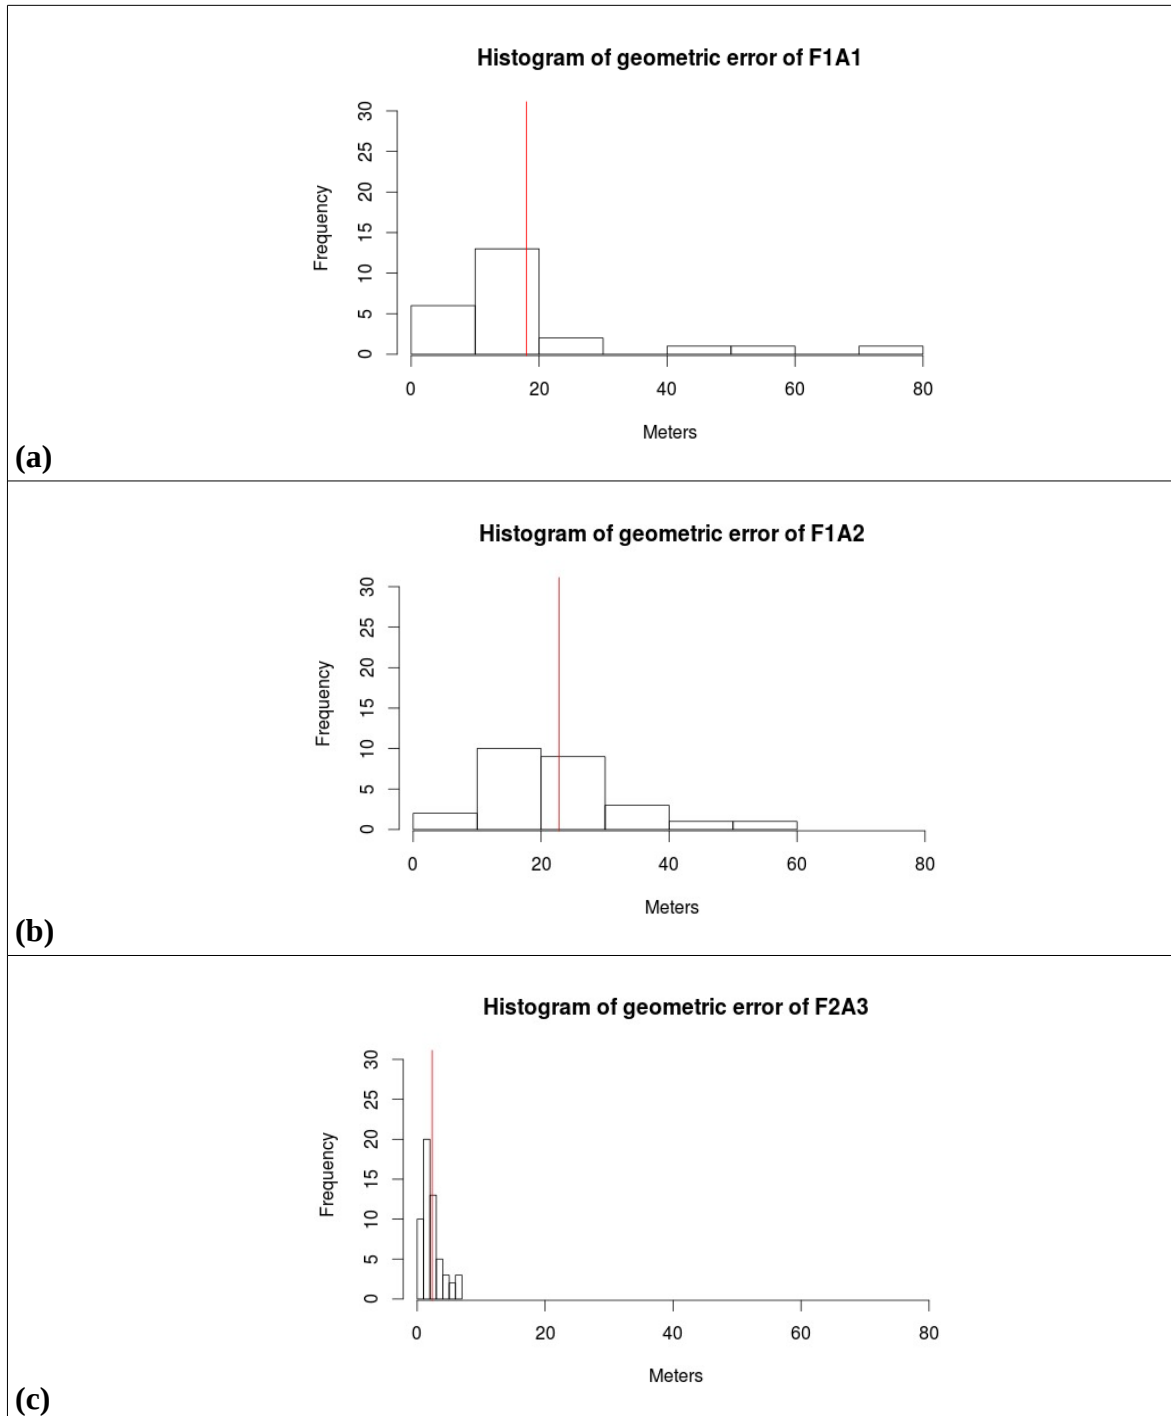 Histogram of geometric error of F1A1
30
25
20
15
10
5
0
Frequency
0 20 40 60 80
Meters
(a)
Histogram of geometric error of F1A2
30
25
20
15
10
5
0
Frequency
0 20 40 60 80
Meters
(b)
Histogram of geometric error of F2A3
30
25
20
15
10
5
0
Frequency
0 20 40 60 80
Meters
(c)